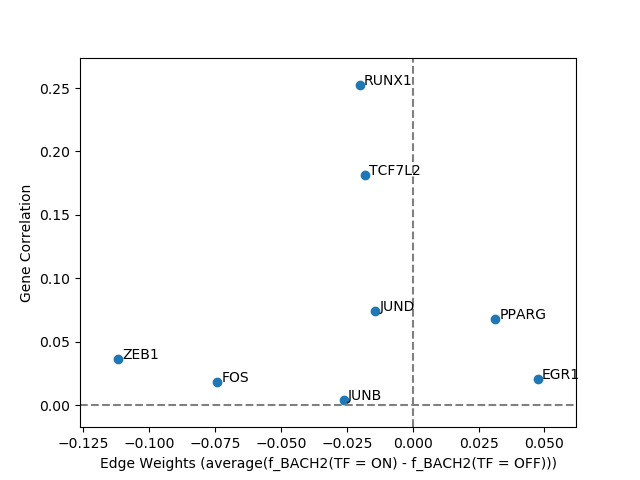 Gene Correlation
0.25
0.20
0.15
0.10
0.05
0.00
RUNX1
TCF7L2
JUND
PPARG
ZEB1
FOS
EGR1
JUNB
−0.125 −0.100 −0.075 −0.050 −0.025 0.000 0.025 0.050
Edge Weights (average(f_BACH2(TF = ON) - f_BACH2(TF = OFF)))